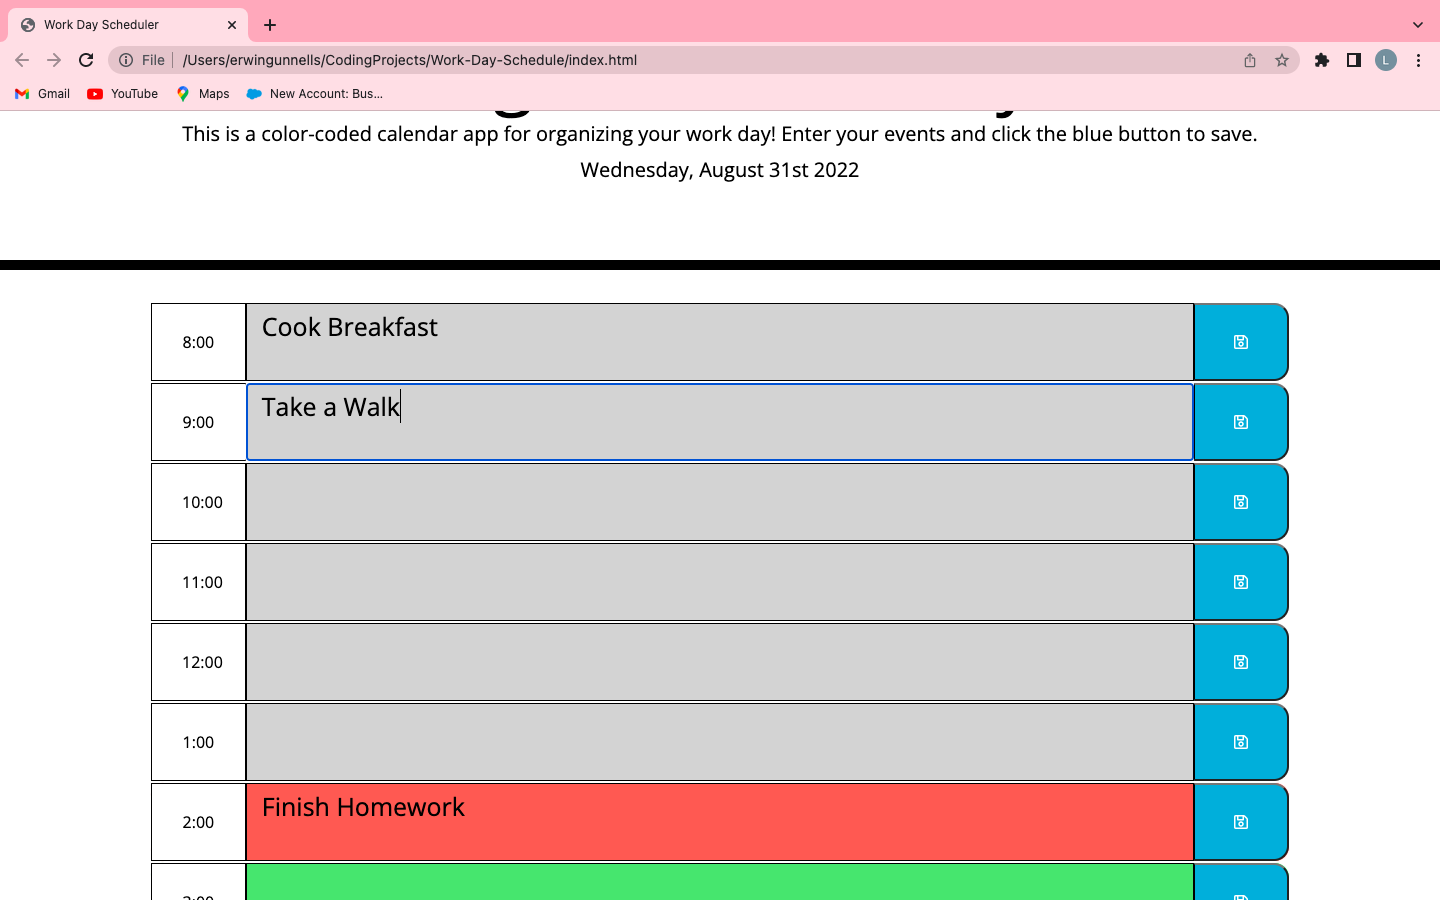 Work Day Scheduler
File /Users/erwingunnells/CodingProjects/Work-Day-Schedule/index.html
L
Gmail YouTube Maps New Account: Bus...
This is a color-coded calendar app for organizing your work day! Enter your events and click the blue button to save.
Wednesday, August 31st 2022
8:00 Cook Breakfast
9:00 Take a Walk
10:00
11:00
12:00
1:00
2:00 Finish Homework